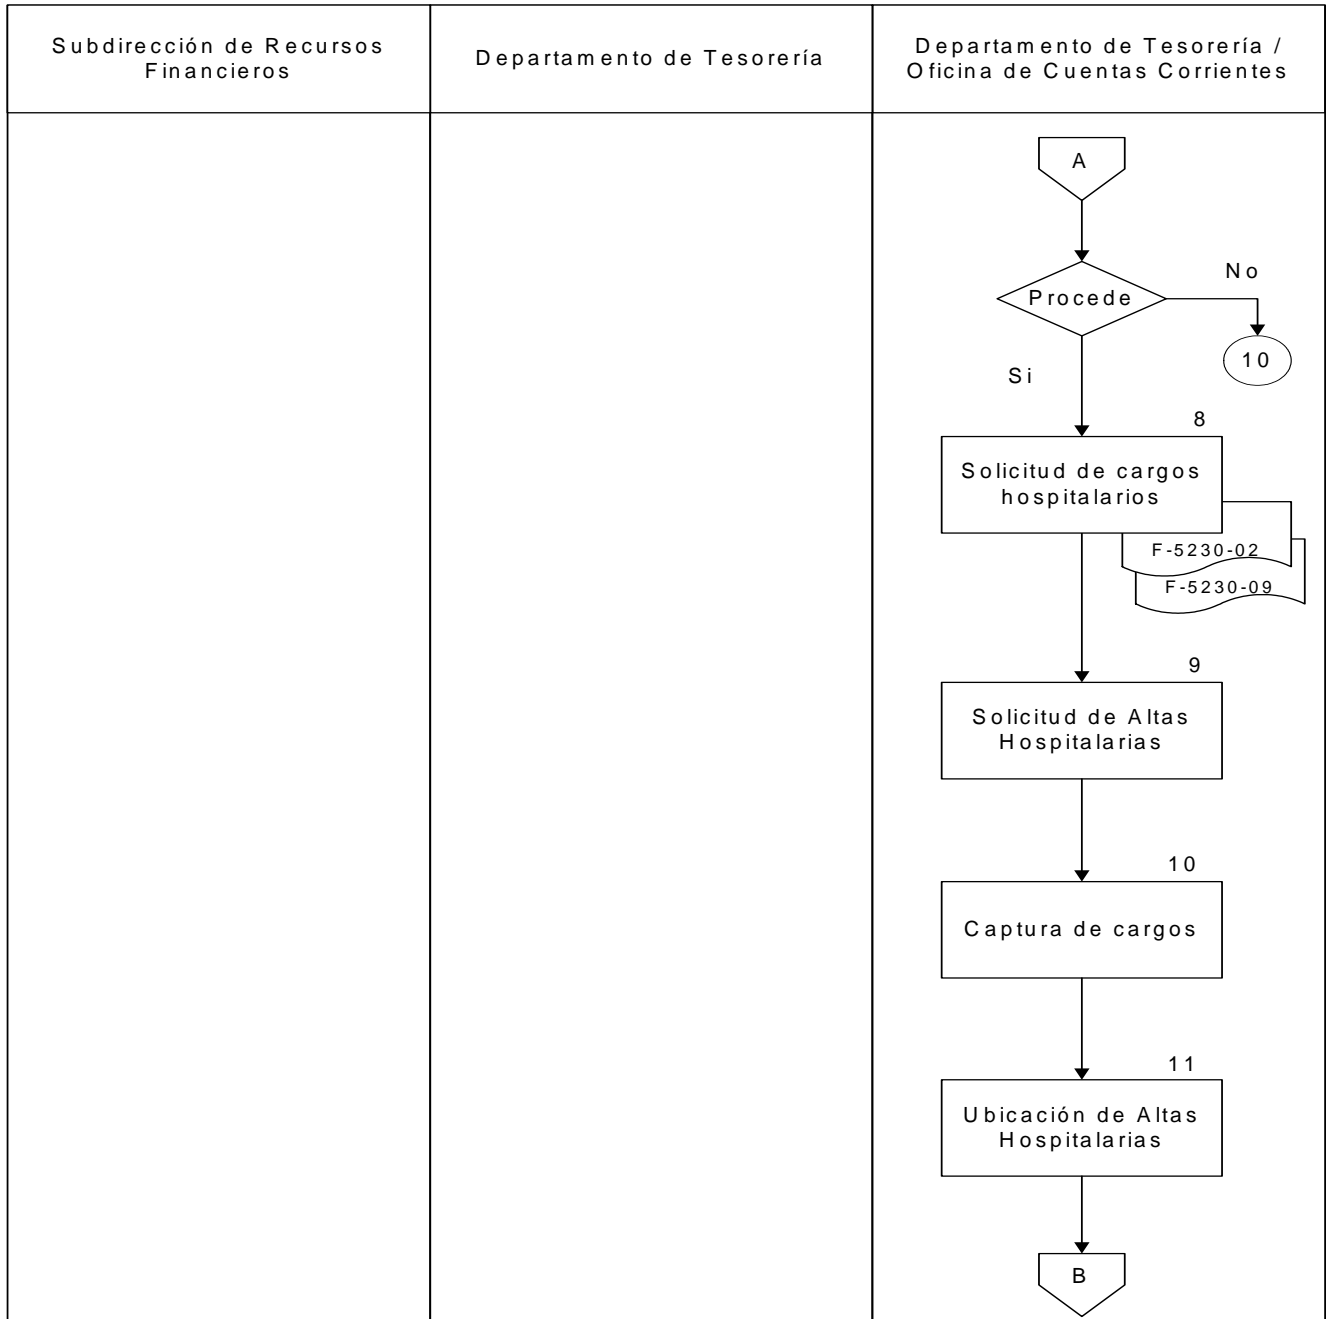 Subdirección de Recursos
Financieros
Departamento de Tesorería
Departamento de Tesorería /
Oficina de Cuentas Corrientes
A
Procede
No
10
Si
8
Solicitud de cargos
hospitalarios
F-5230-02
F-5230-09
9
Solicitud de Altas
Hospitalarias
10
Captura de cargos
11
Ubicación de Altas
Hospitalarias
B